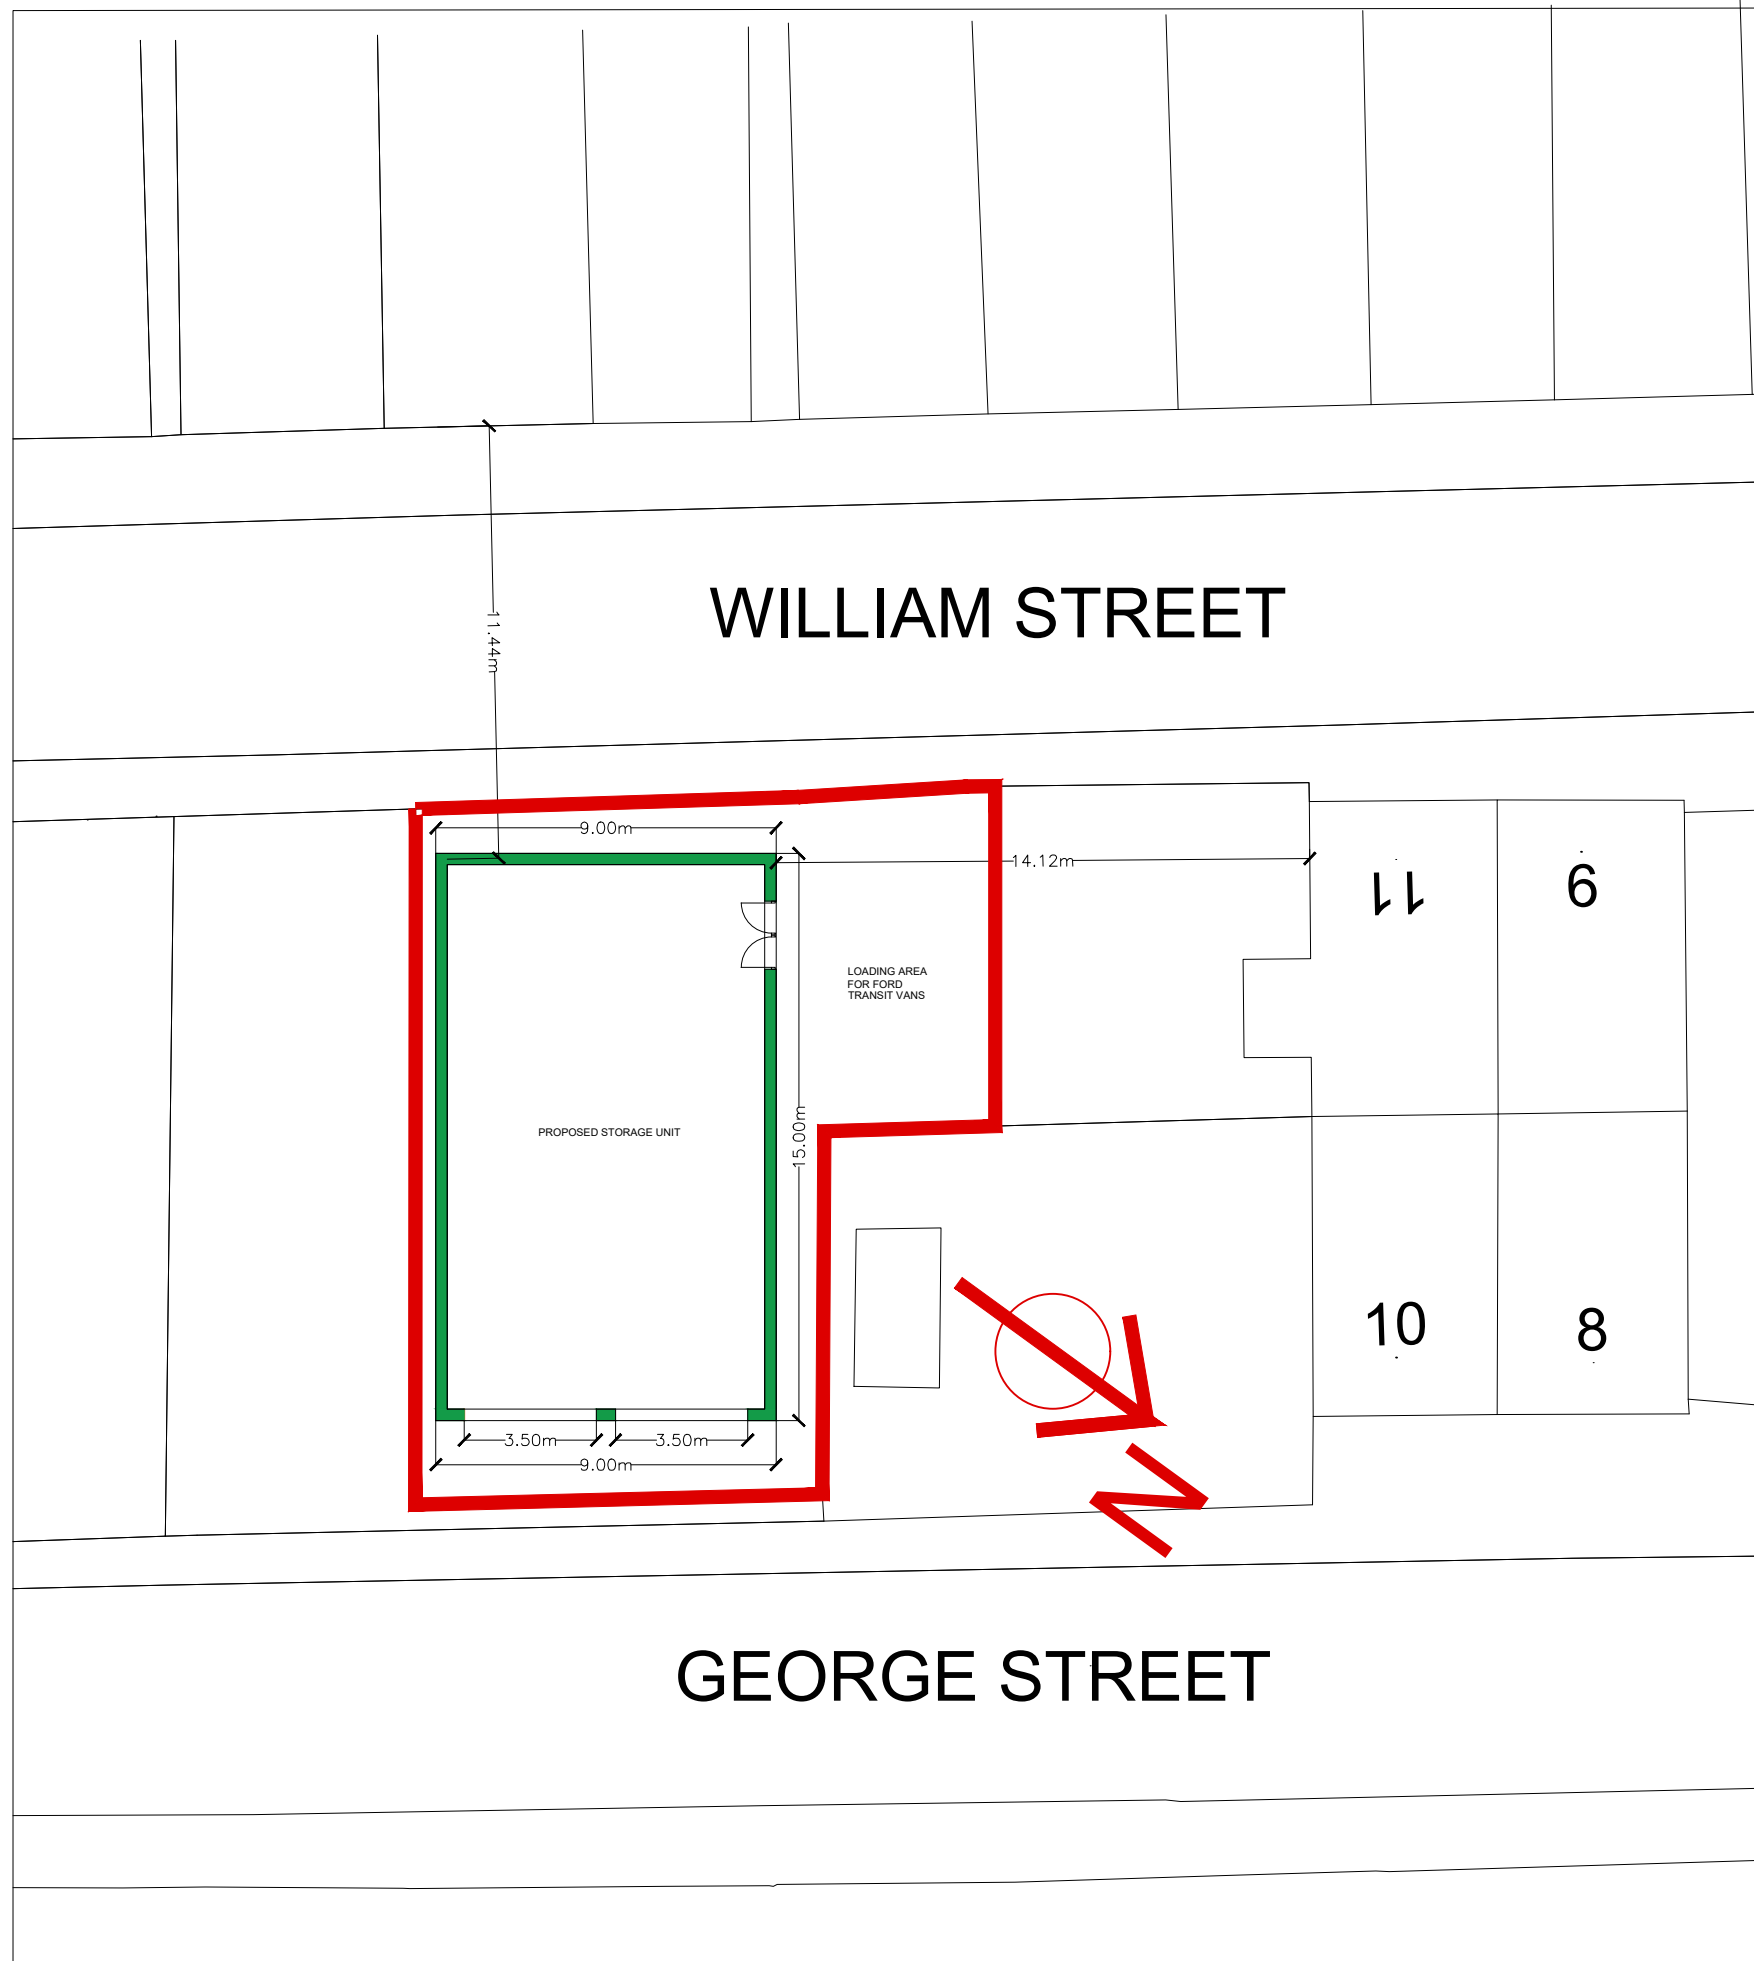 WILLIAM STREET
11.44m
9.00m
14.12m
11
9
LOADING AREA
FOR FORD
TRANSIT VANS
15.00m
PROPOSED STORAGE UNIT
10
8
3.50m
3.50m
9.00m
N
GEORGE STREET